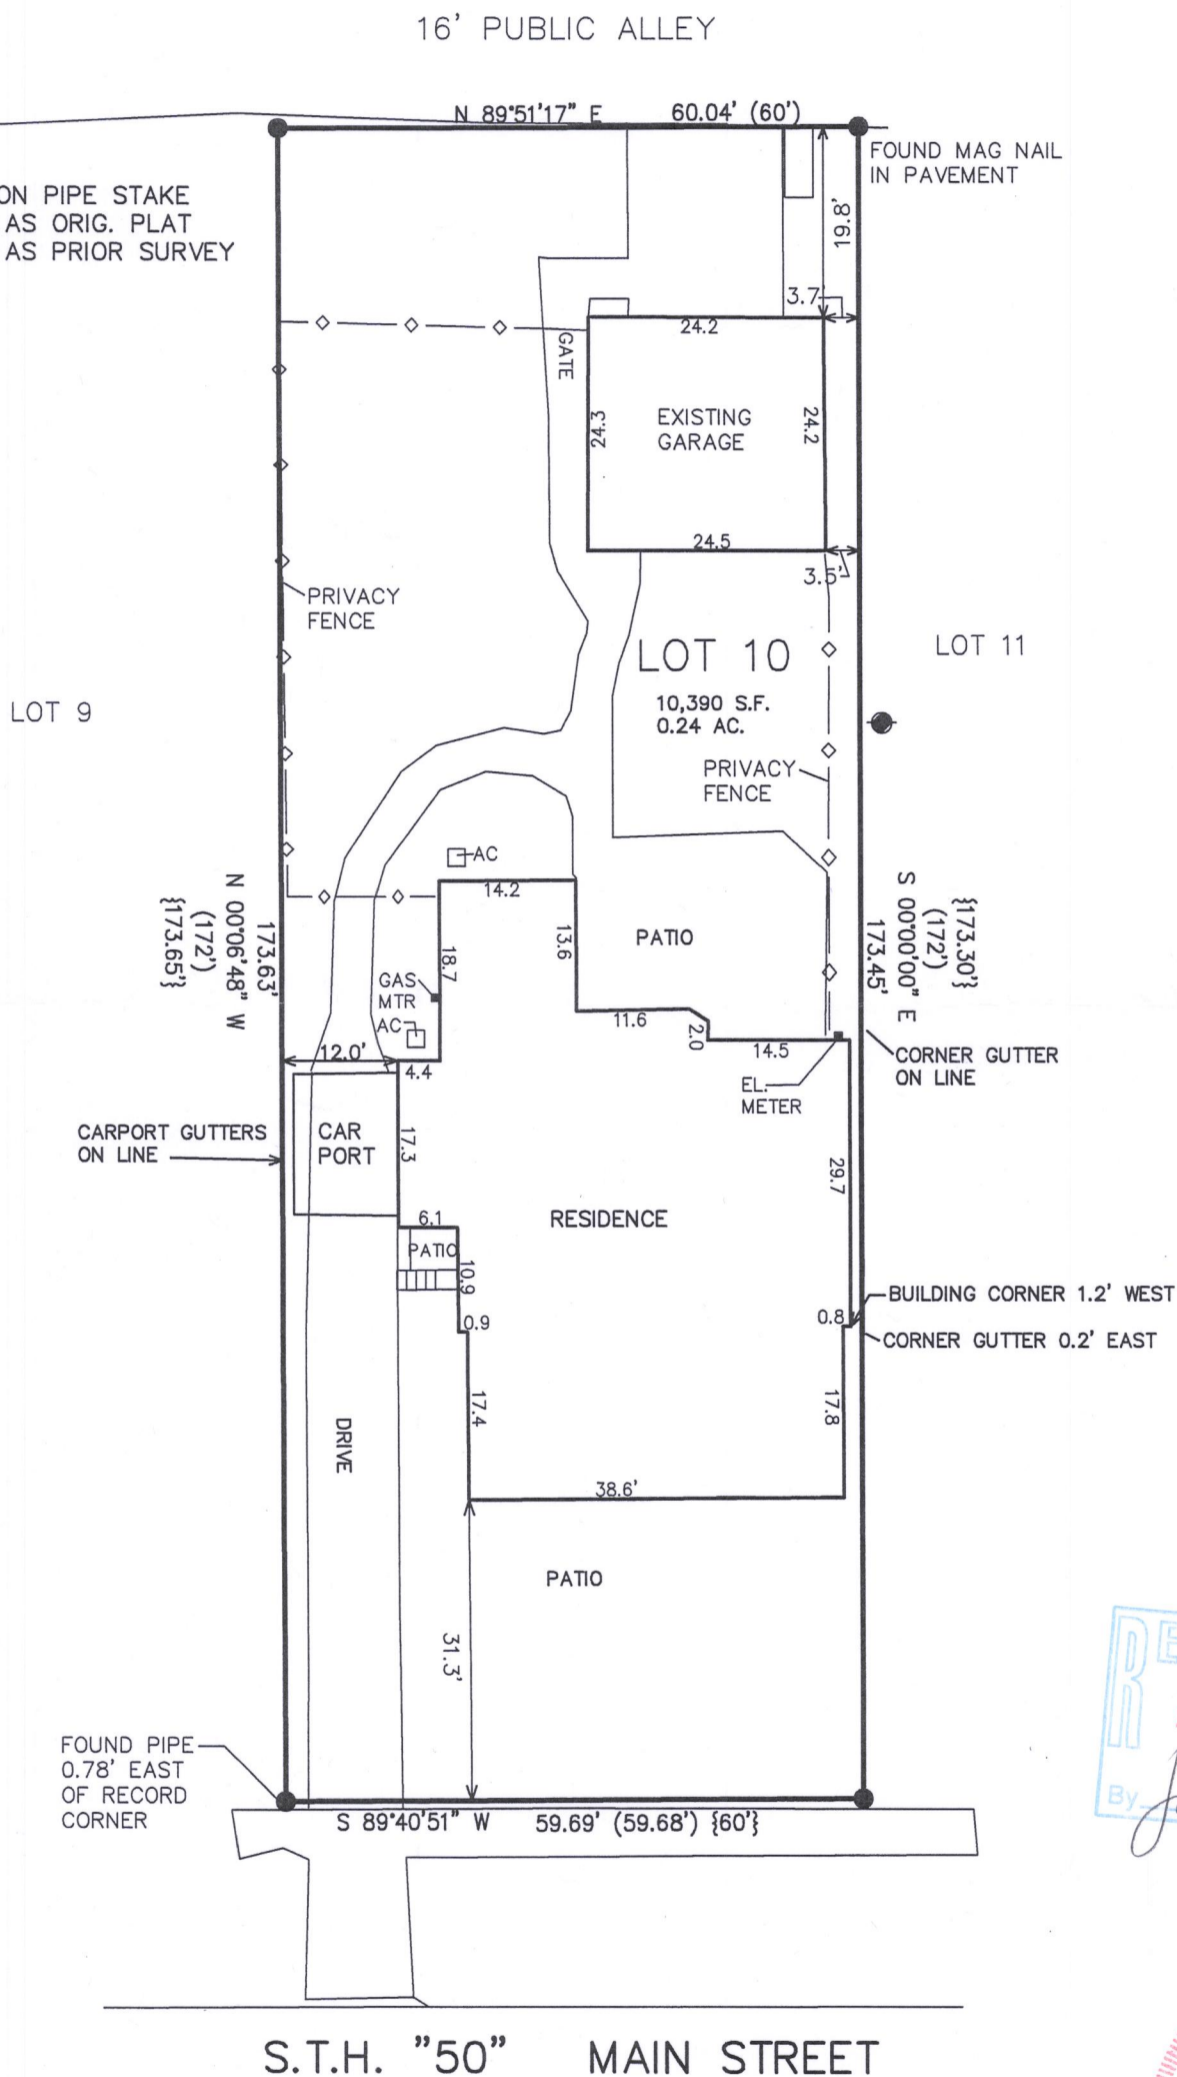 16' PUBLIC ALLEY
N 89°51'17" E 60.04' (60')
FOUND MAG NAIL
IN PAVEMENT
ON PIPE STAKE
AS ORIG. PLAT
AS PRIOR SURVEY
19.8'
3.7
24.2
GATE
24.3
EXISTING
GARAGE
24.2
24.5
3.5'
PRIVACY
FENCE
LOT 10
10,390 S.F.
0.24 AC.
LOT 11
LOT 9
PRIVACY
FENCE
AC
14.2
N 00°06'48" W
173.63'
(172')
{173.65'}
S 00°00'00" E
173.45'
(172')
{173.30'}
18.7
13.6
PATIO
GAS
MTR
AC
11.6
2.0
14.5
12.0'
4.4
EL.
METER
CORNER GUTTER
ON LINE
CARPORT GUTTERS
ON LINE
CAR
PORT
17.3
29.7
6.1
RESIDENCE
PATIO
10.9
BUILDING CORNER 1.2' WEST
0.8
0.9
CORNER GUTTER 0.2' EAST
17.4
17.8
DRIVE
38.6'
PATIO
31.3'
FOUND PIPE
0.78' EAST
OF RECORD
CORNER
By
S 89°40'51" W 59.69' (59.68') {60'}
S.T.H. "50" MAIN STREET